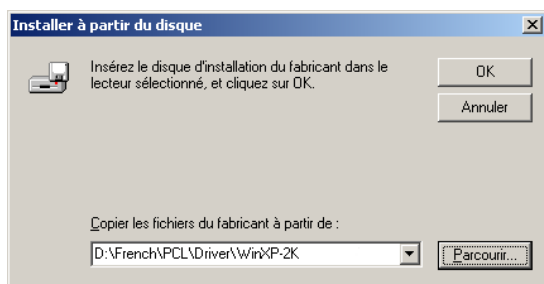 Installer à partir du disque
Insérez le disque d'installation du fabricant dans le
lecteur sélectionné, et cliquez sur OK.
OK
Annuler
Copier les fichiers du fabricant à partir de :
D:\French\PCL\Driver\WinXP-2K
Parcourir...